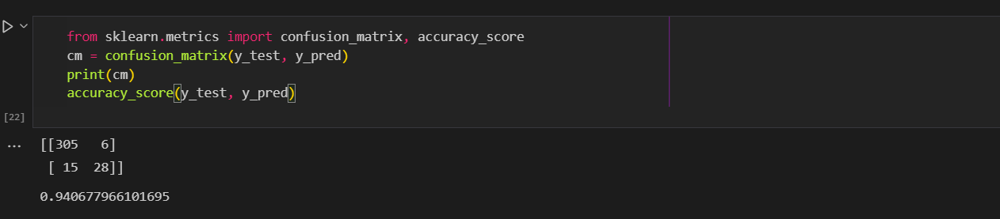 from sklearn.metrics import confusion_matrix, accuracy_score
cm = confusion_matrix(y_test, y_pred)
print(cm)
accuracy_score(y_test, y_pred)
[22]
... [[305   6]
 [ 15  28]]
0.940677966101695